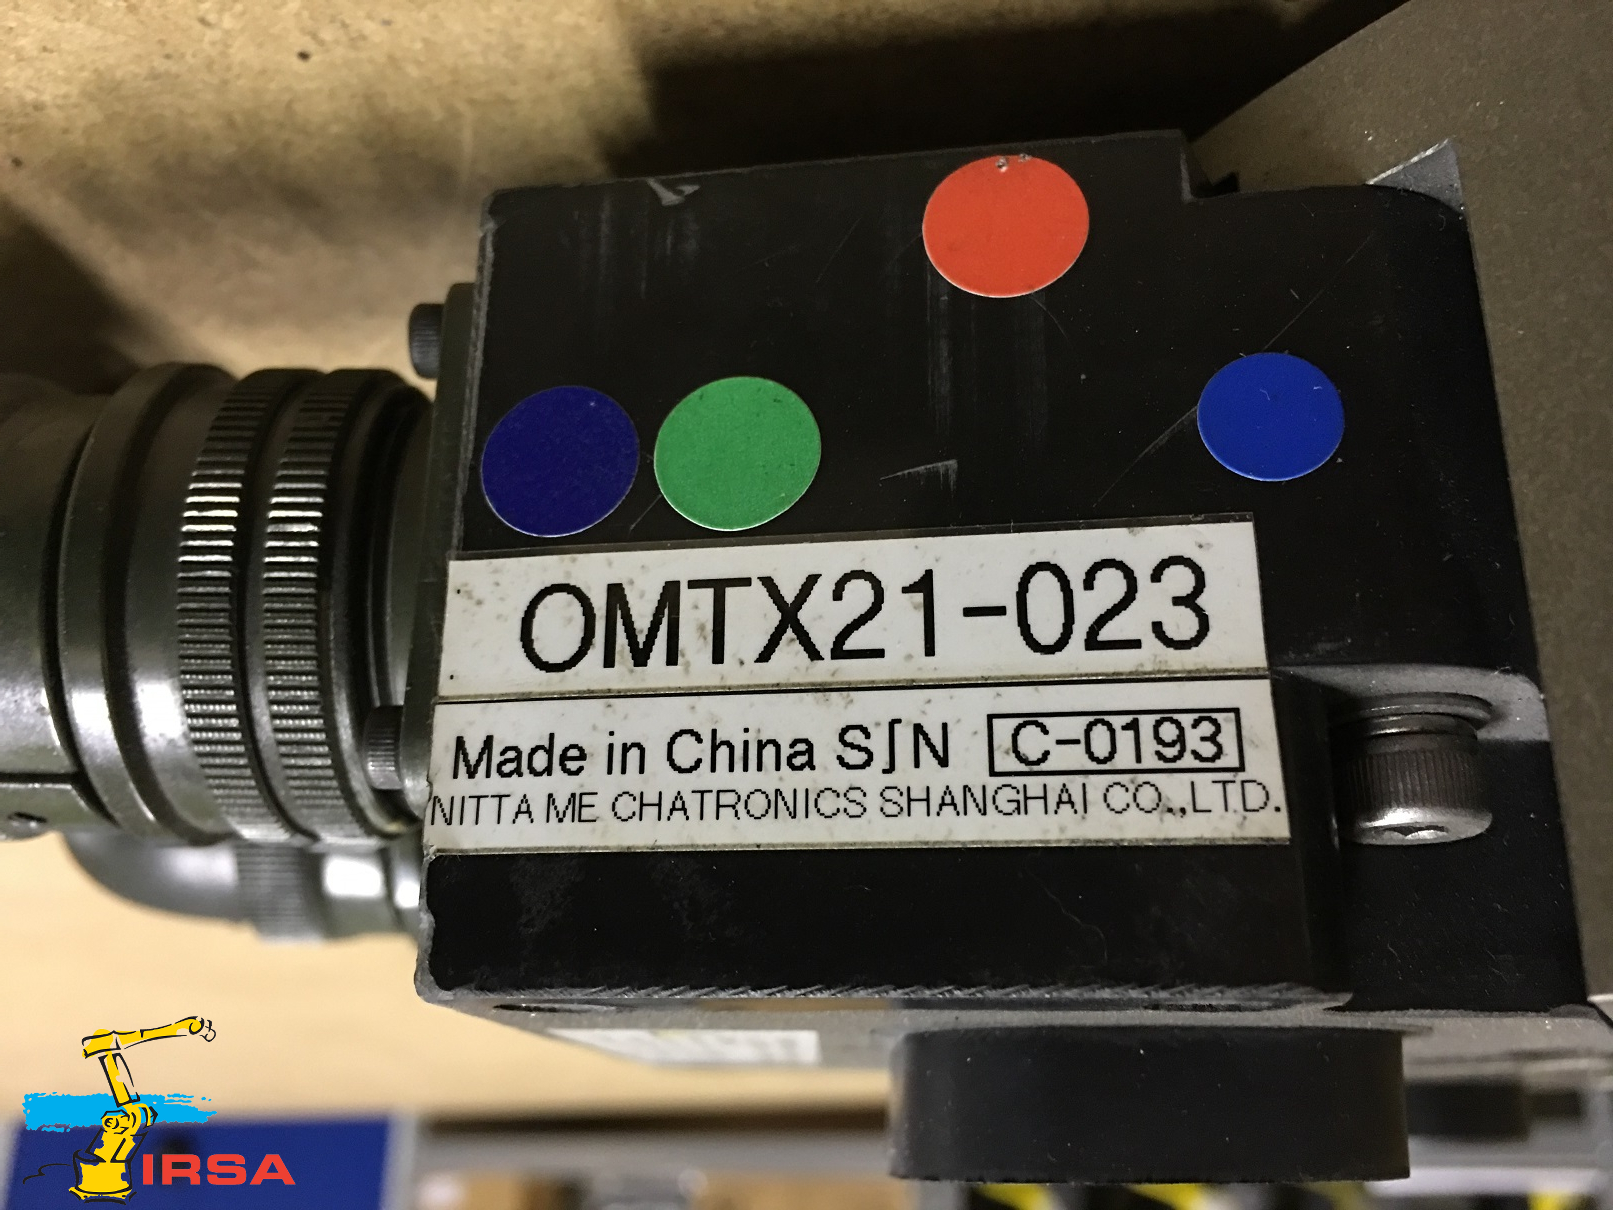 OMTX21-023
Made in China S∫N C-0193
NITTA ME CHATRONICS SHANGHAI CO.,LTD.
IRSA